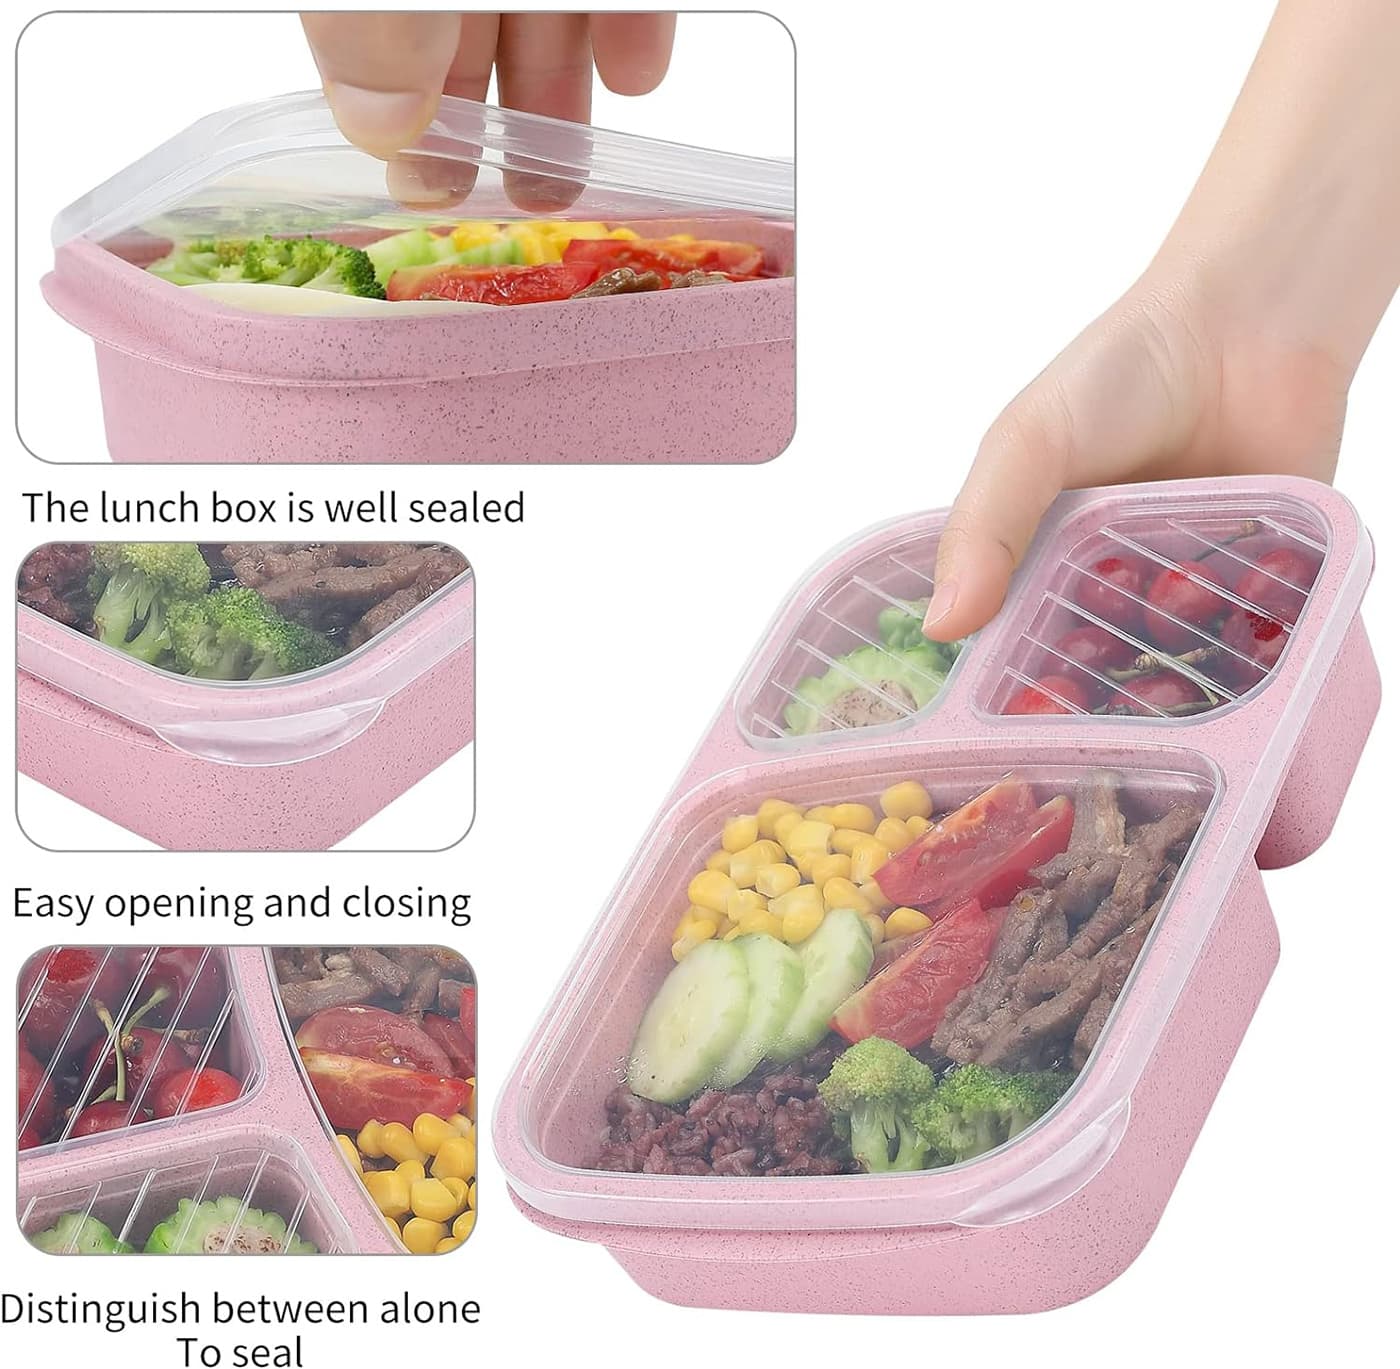 The lunch box is well sealed
Easy opening and closing
Distinguish between alone
To seal